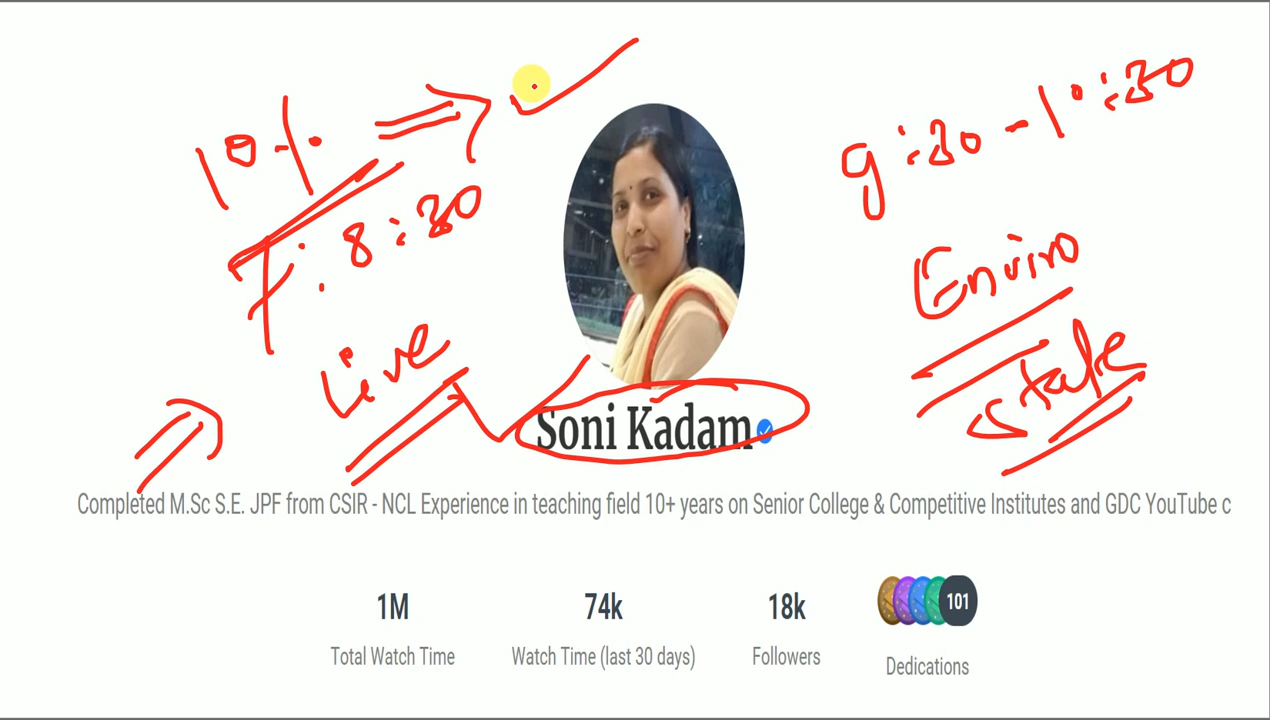 10%
7:8:30
Live
9:30-10:30
Enviro
State
Soni Kadam
Completed M.Sc S.E. JPF from CSIR - NCL Experience in teaching field 10+ years on Senior College & Competitive Institutes and GDC YouTube c
1M
74k
18k
101
Total Watch Time
Watch Time (last 30 days)
Followers
Dedications